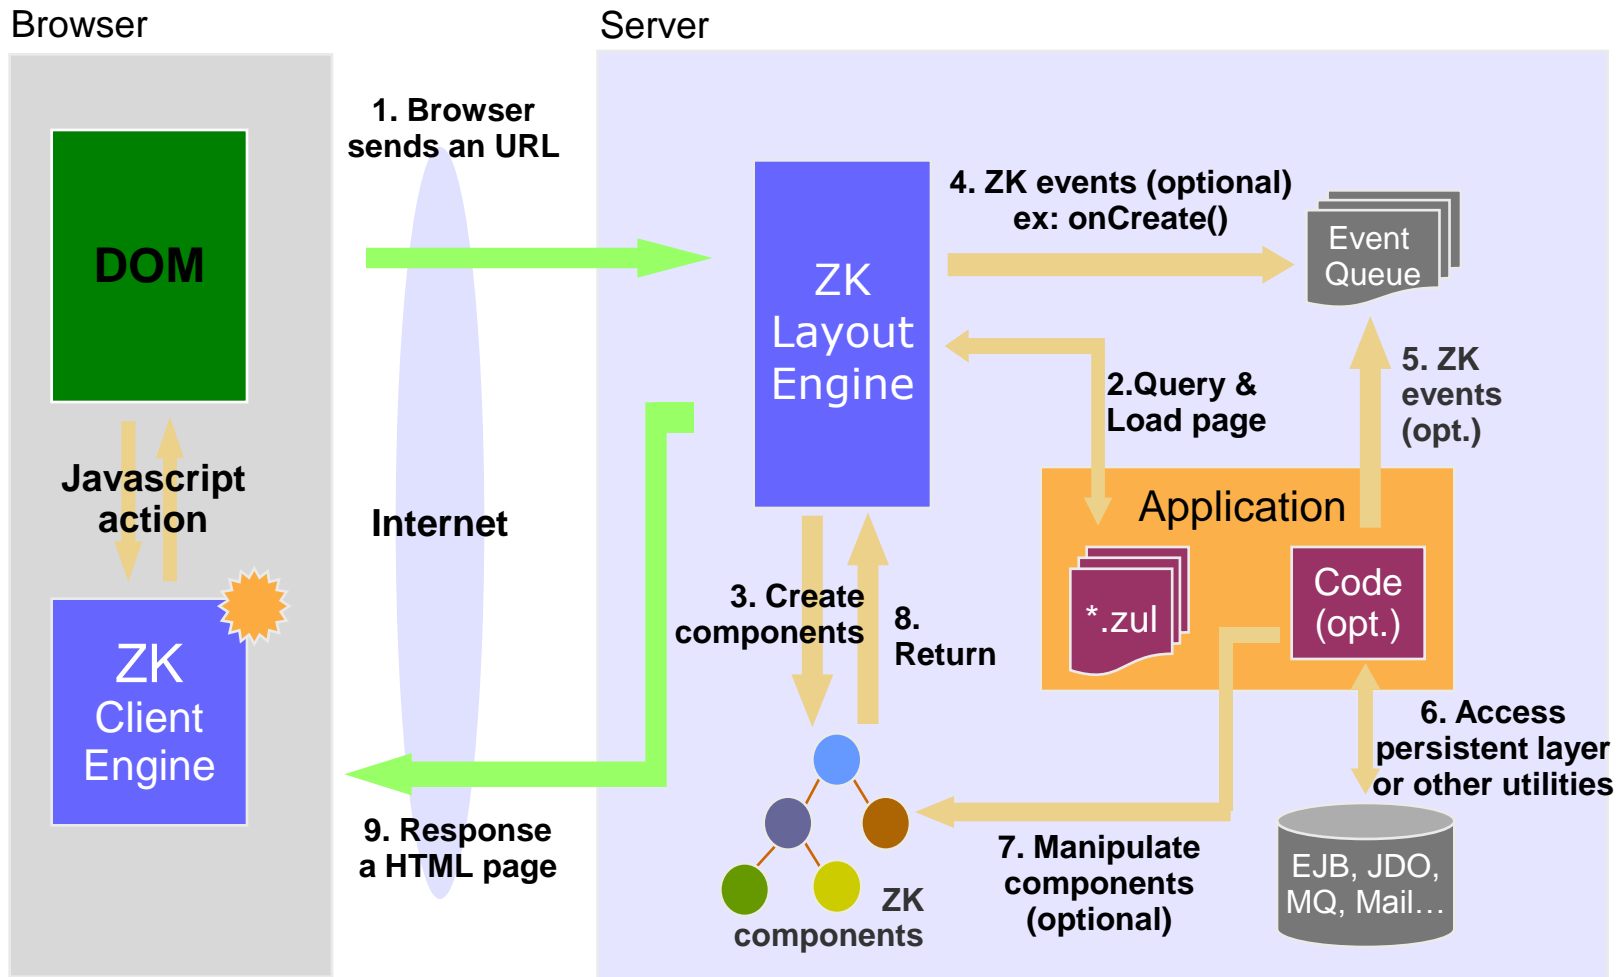 Browser
Server
1. Browser
sends an URL
DOM
Javascript
action
ZK
Client
Engine
Internet
9. Response
a HTML page
ZK
Layout
Engine
4. ZK events (optional)
ex: onCreate()
Event
Queue
2.Query &
Load page
5. ZK
events
(opt.)
Application
*.zul
Code
(opt.)
3. Create
components
8.
Return
6. Access
persistent layer
or other utilities
7. Manipulate
components
(optional)
ZK
components
EJB, JDO,
MQ, Mail…